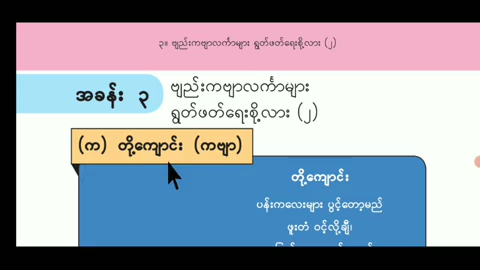 ၃။ ဗျည်းကဗျာလင်္ကာများ ရွတ်ဖတ်ရေးစို့လား (၂)
အခန်း ၃
ဗျည်းကဗျာလင်္ကာများ
ရွတ်ဖတ်ရေးစို့လား (၂)
(က) တို့ကျောင်း (ကဗျာ)
တို့ကျောင်း
ပန်းကလေးများ ပွင့်တော့မည်
ဖူးတံ ဝင့်လို့ချီ၊